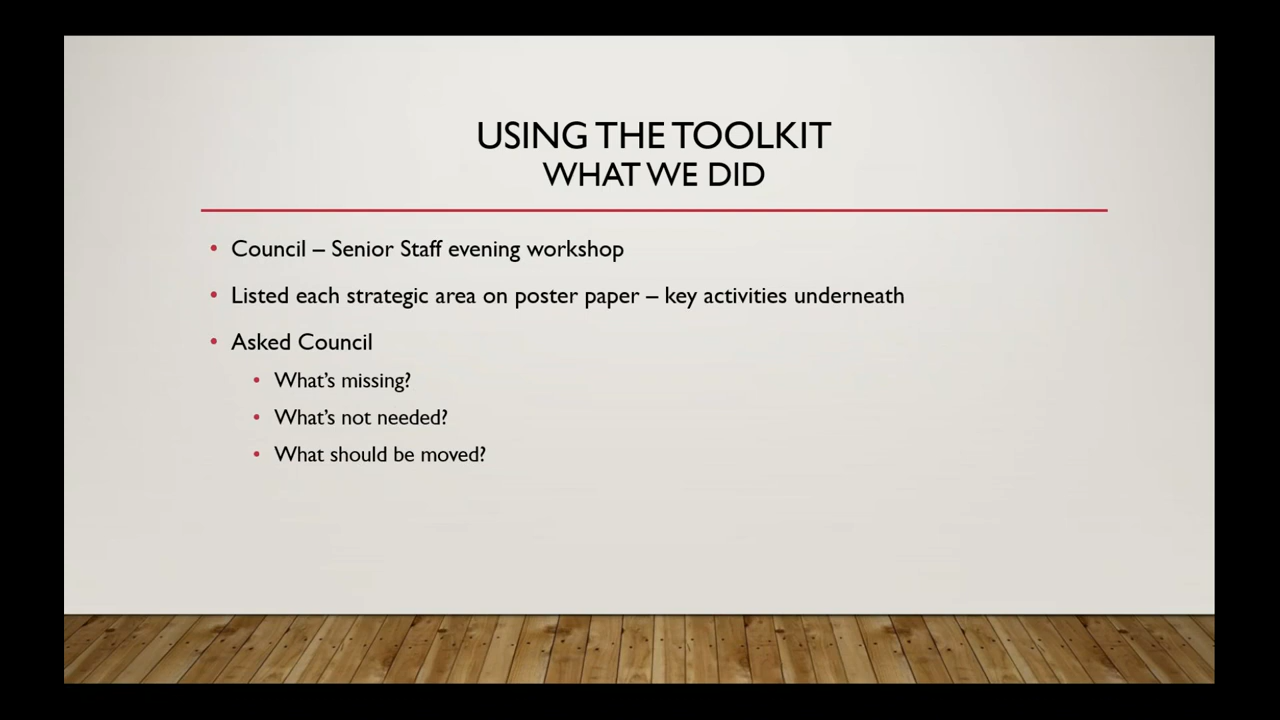 USING THE TOOLKIT
WHAT WE DID
• Council – Senior Staff evening workshop
• Listed each strategic area on poster paper – key activities underneath
• Asked Council
• What’s missing?
• What’s not needed?
• What should be moved?